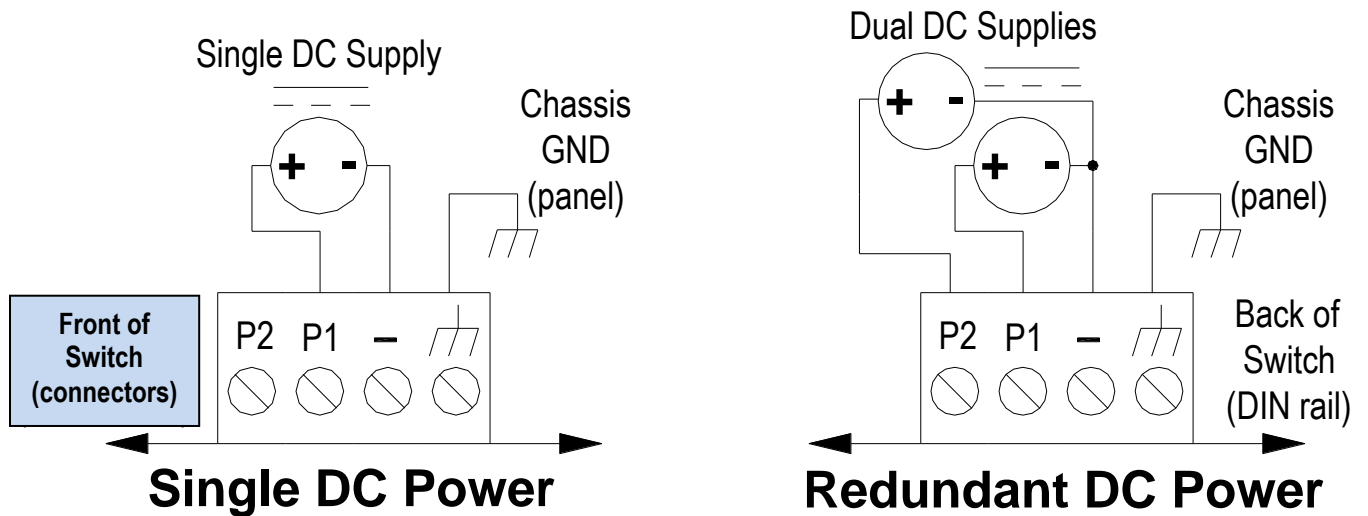 Single DC Supply
+ -
Chassis
GND
(panel)
Front of
Switch
(connectors)
P2 P1 –
Single DC Power
Dual DC Supplies
+ -
+ -
Chassis
GND
(panel)
P2 P1 –
Back of
Switch
(DIN rail)
Redundant DC Power